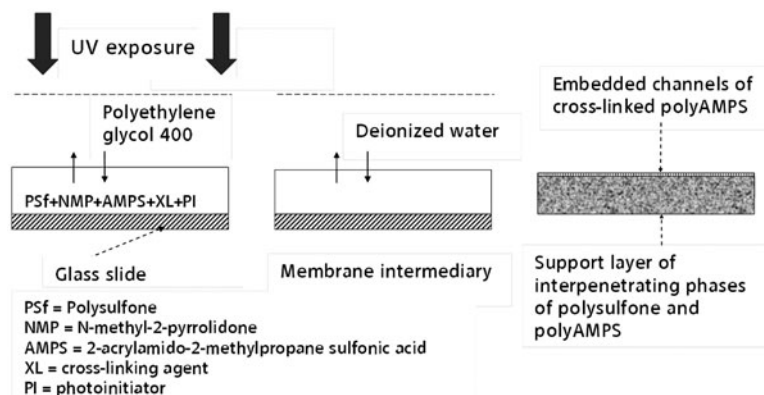 UV exposure
Polyethylene
glycol 400
PSf+NMP+AMPS+XL+PI
Glass slide
Deionized water
Membrane intermediary
Embedded channels of
cross-linked polyAMPS
Support layer of
interpenetrating phases
of polysulfone and
polyAMPS
PSf = Polysulfone
NMP = N-methyl-2-pyrrolidone
AMPS = 2-acrylamido-2-methylpropane sulfonic acid
XL = cross-linking agent
PI = photoinitiator